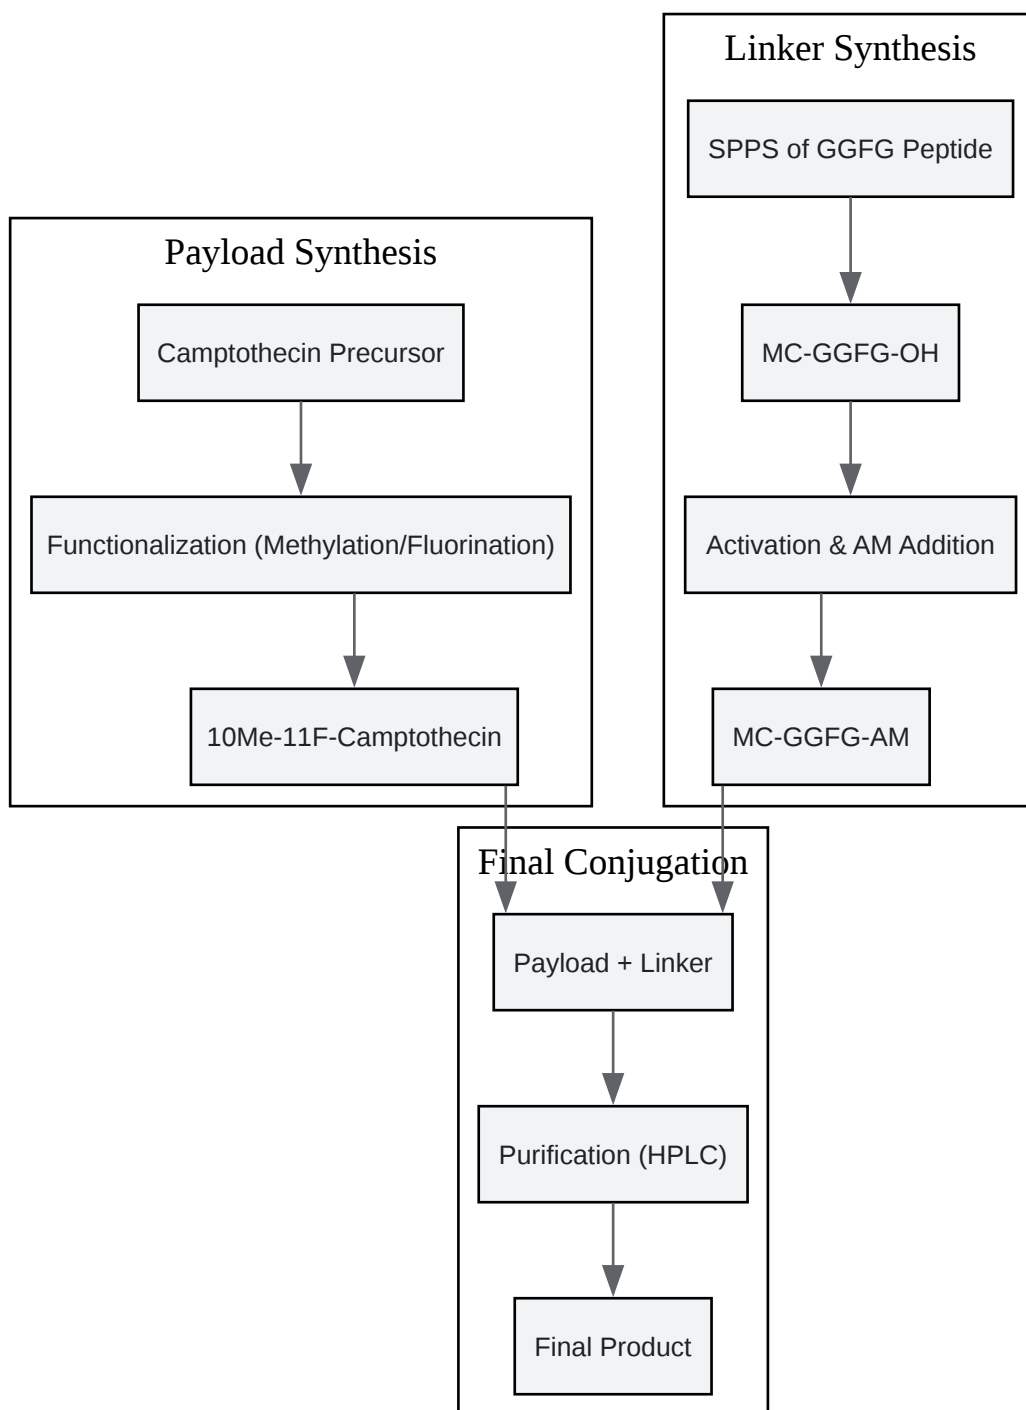 Payload Synthesis
Camptothecin Precursor
Functionalization (Methylation/Fluorination)
10Me-11F-Camptothecin
Linker Synthesis
SPPS of GGFG Peptide
MC-GGFG-OH
Activation & AM Addition
MC-GGFG-AM
Final Conjugation
Payload + Linker
Purification (HPLC)
Final Product